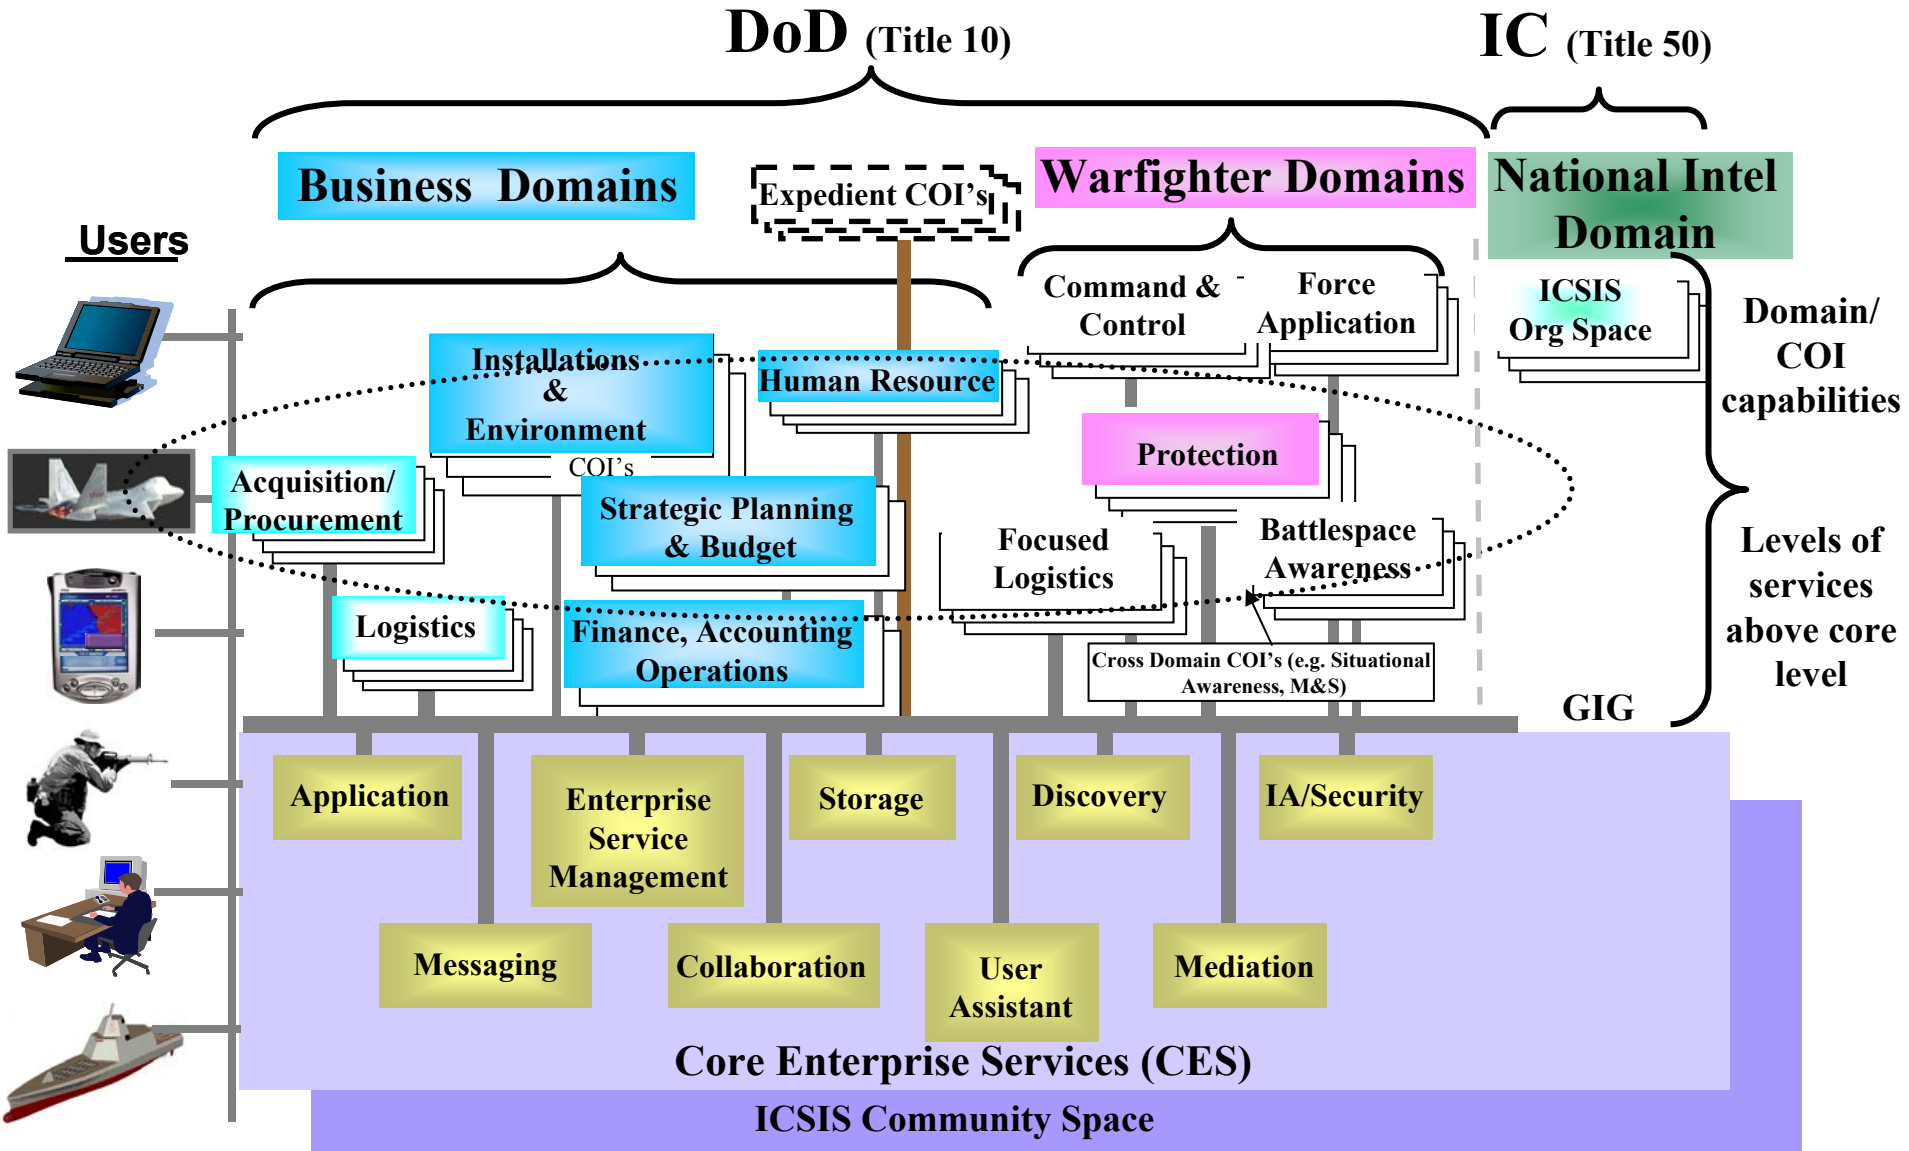 DoD (Title 10)
IC (Title 50)
Business Domains
Expedient COI's
Warfighter Domains
National Intel
Domain
Users
Command &
Control
Force
Application
ICSIS
Org Space
Domain/
COI
capabilities
Installations
&
Environment
COI's
Human Resource
Acquisition/
Procurement
Strategic Planning
& Budget
Protection
Focused
Logistics
Battlespace
Awareness
Levels of
services
above core
level
Logistics
Finance, Accounting
Operations
Cross Domain COI's (e.g. Situational
Awareness, M&S)
GIG
Application
Enterprise
Service
Management
Storage
Discovery
IA/Security
Messaging
Collaboration
User
Assistant
Mediation
Core Enterprise Services (CES)
ICSIS Community Space